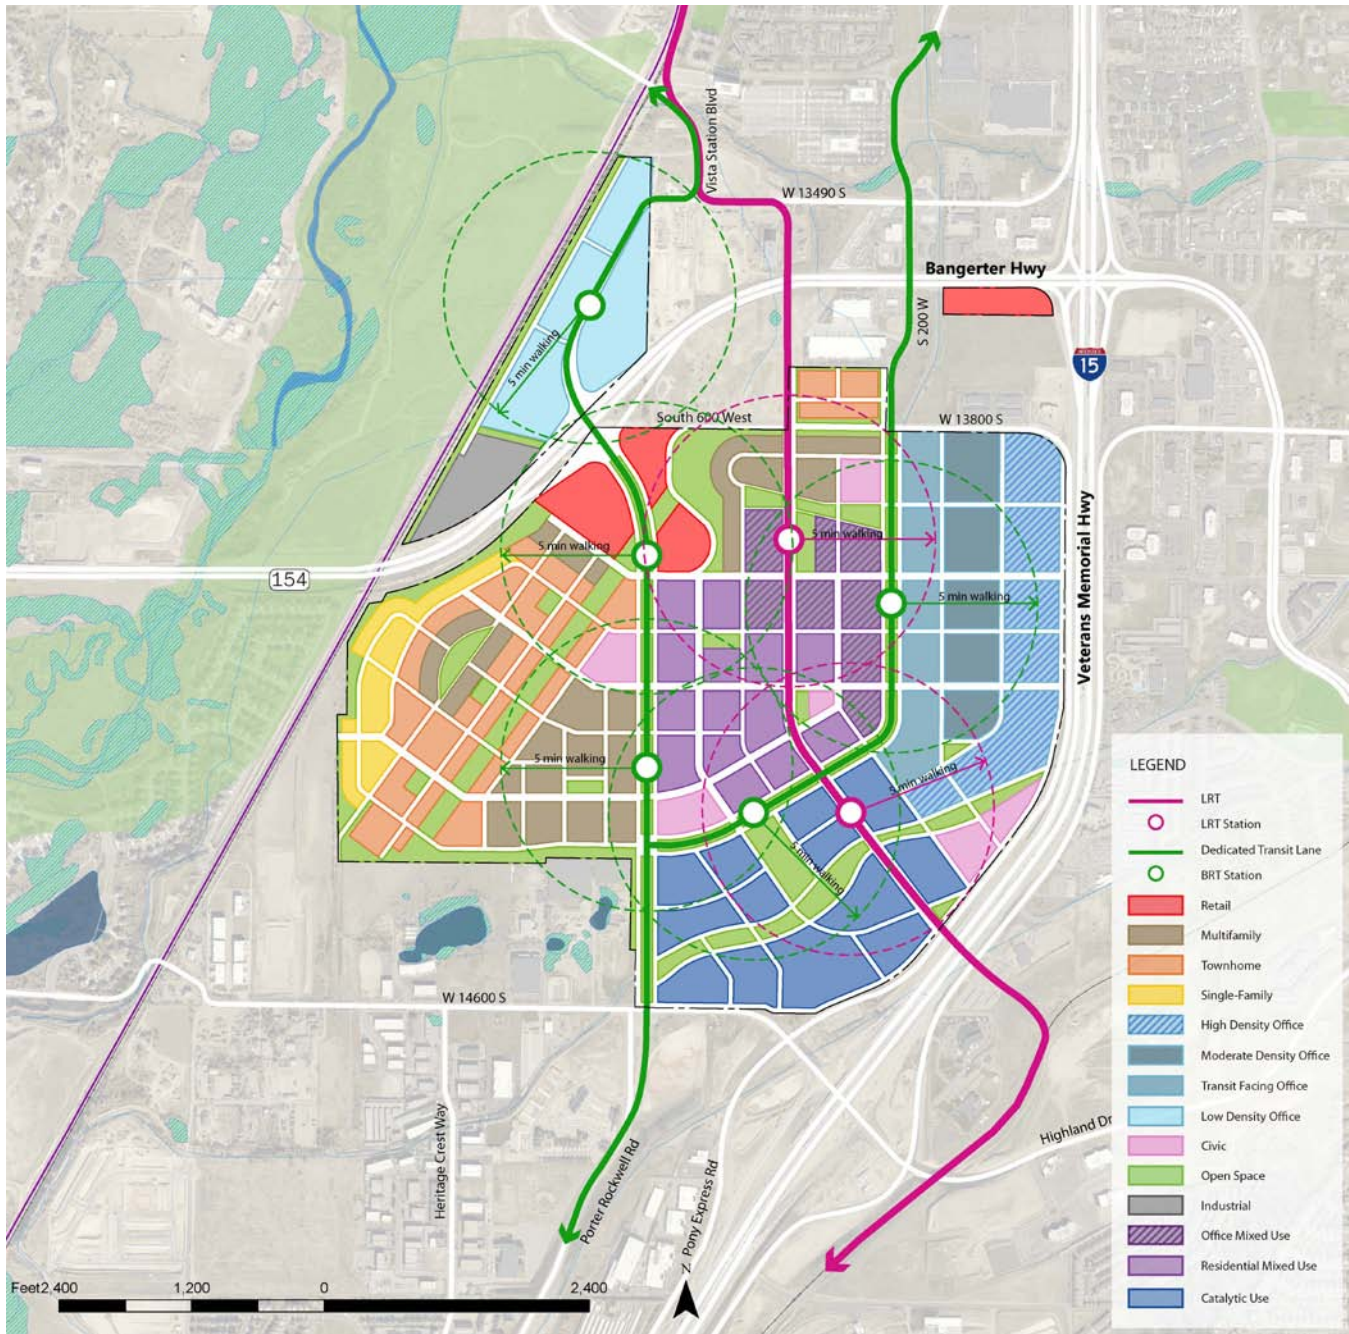 Vista Station Blvd
W 13490 S
Bangerter Hwy
S 200 W
INTERSTATE
15
5 min walking
South 600 West
W 13800 S
5 min walking
5 min walking
5 min walking
154
Veterans Memorial Hwy
5 min walking
5 min walking
5 min walking
W 14600 S
Heritage Crest Way
Porter Rockwell Rd
Pony Express Rd
Highland Dr
N
Feet2,400
1,200
0
2,400
LEGEND
LRT
LRT Station
Dedicated Transit Lane
BRT Station
Retail
Multifamily
Townhome
Single-Family
High Density Office
Moderate Density Office
Transit Facing Office
Low Density Office
Civic
Open Space
Industrial
Office Mixed Use
Residential Mixed Use
Catalytic Use